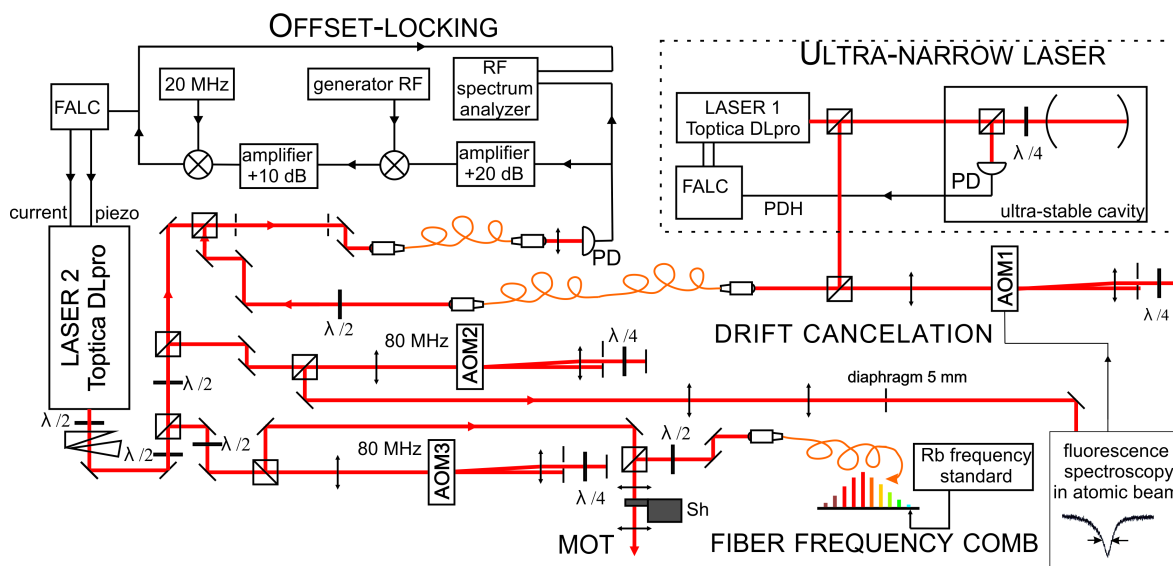 OFFSET-LOCKING
ULTRA-NARROW LASER
FALC
20 MHz
generator RF
RF
spectrum
analyzer
LASER 1
Toptica DLpro
amplifier
+10 dB
amplifier
+20 dB
λ/4
PD
FALC
PDH
ultra-stable cavity
current
piezo
PD
LASER 2
Toptica DLpro
λ/2
AOM1
λ/4
DRIFT CANCELATION
80 MHz
AOM2
λ/4
λ/2
diaphragm 5 mm
λ/2
λ/2
λ/2
80 MHz
AOM3
λ/4
λ/2
Rb frequency
standard
fluorescence
spectroscopy
in atomic beam
Sh
MOT
FIBER FREQUENCY COMB